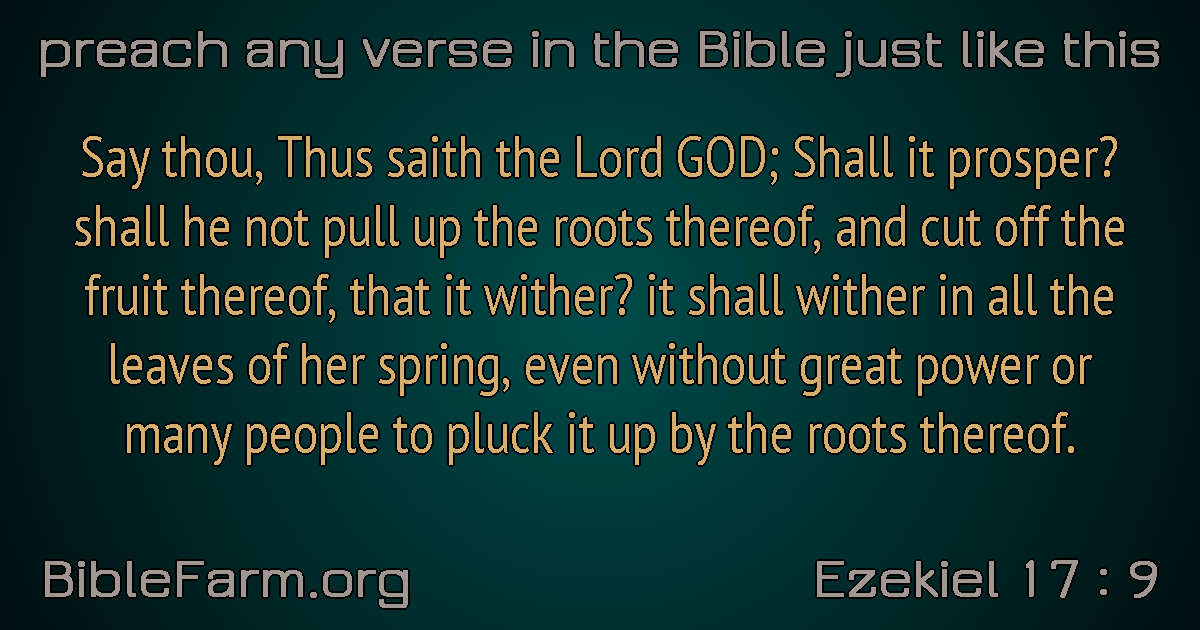 preach any verse in the Bible just like this
Say thou, Thus saith the Lord GOD; Shall it prosper?
shall he not pull up the roots thereof, and cut off the
fruit thereof, that it wither? it shall wither in all the
leaves of her spring, even without great power or
many people to pluck it up by the roots thereof.
BibleFarm.org
Ezekiel 17 : 9